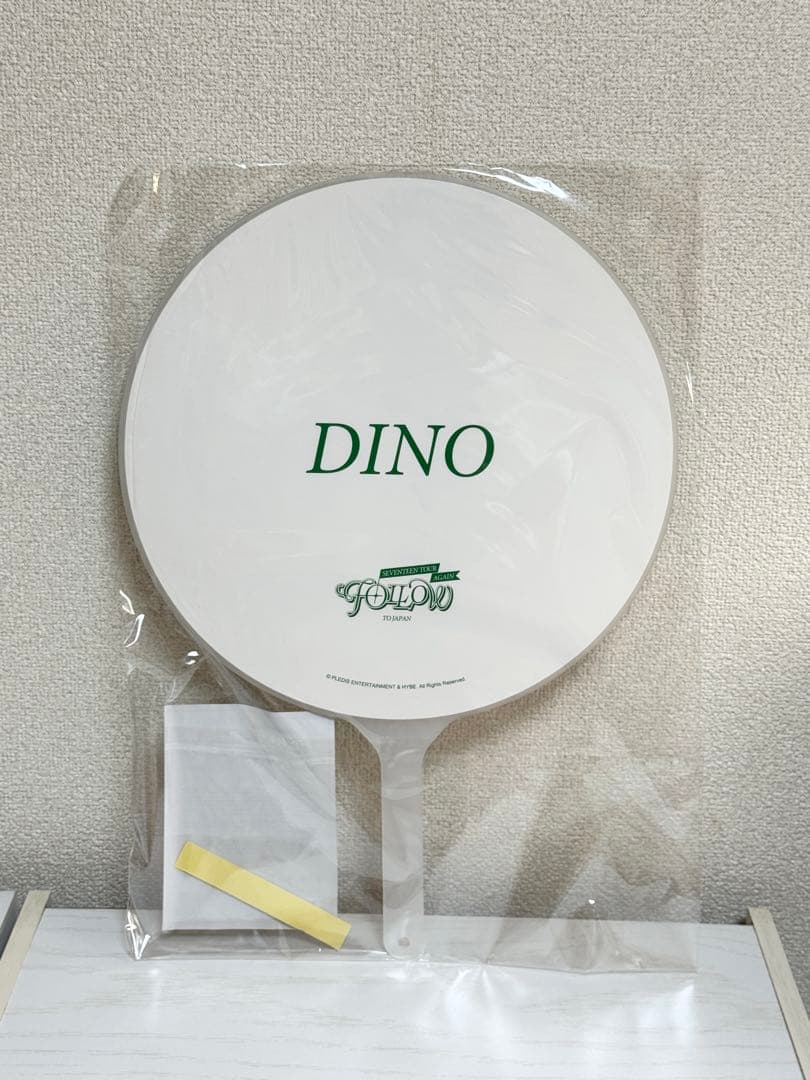 DINO
SEVENTEEN TOUR
AGAIN
FOLLOW
TO JAPAN
© PLEDIS ENTERTAINMENT & HYBE. All Rights Reserved.